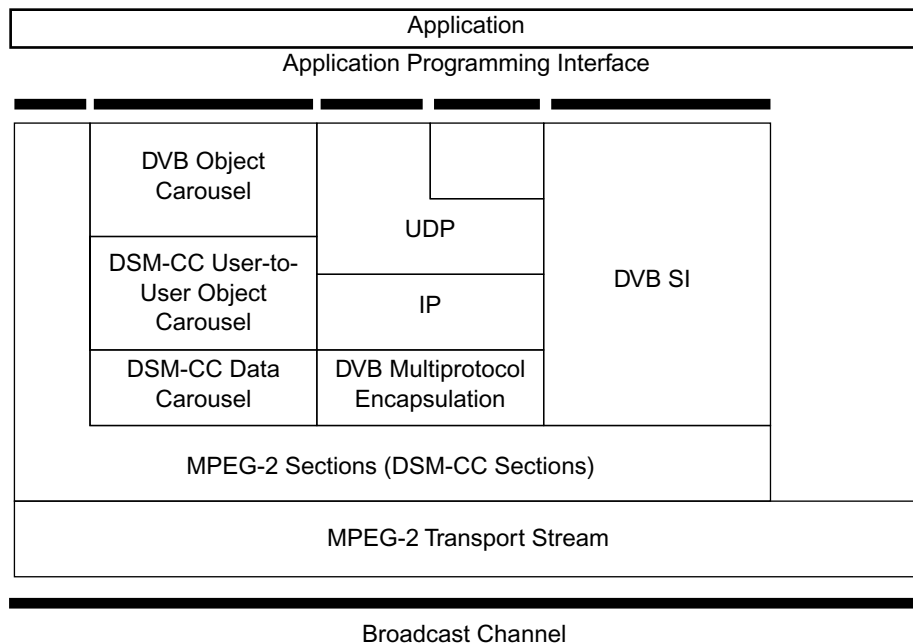 Application
Application Programming Interface
DVB Object
Carousel
UDP
DSM-CC User-to-
User Object
Carousel
IP
DVB SI
DSM-CC Data
Carousel
DVB Multiprotocol
Encapsulation
MPEG-2 Sections (DSM-CC Sections)
MPEG-2 Transport Stream
Broadcast Channel